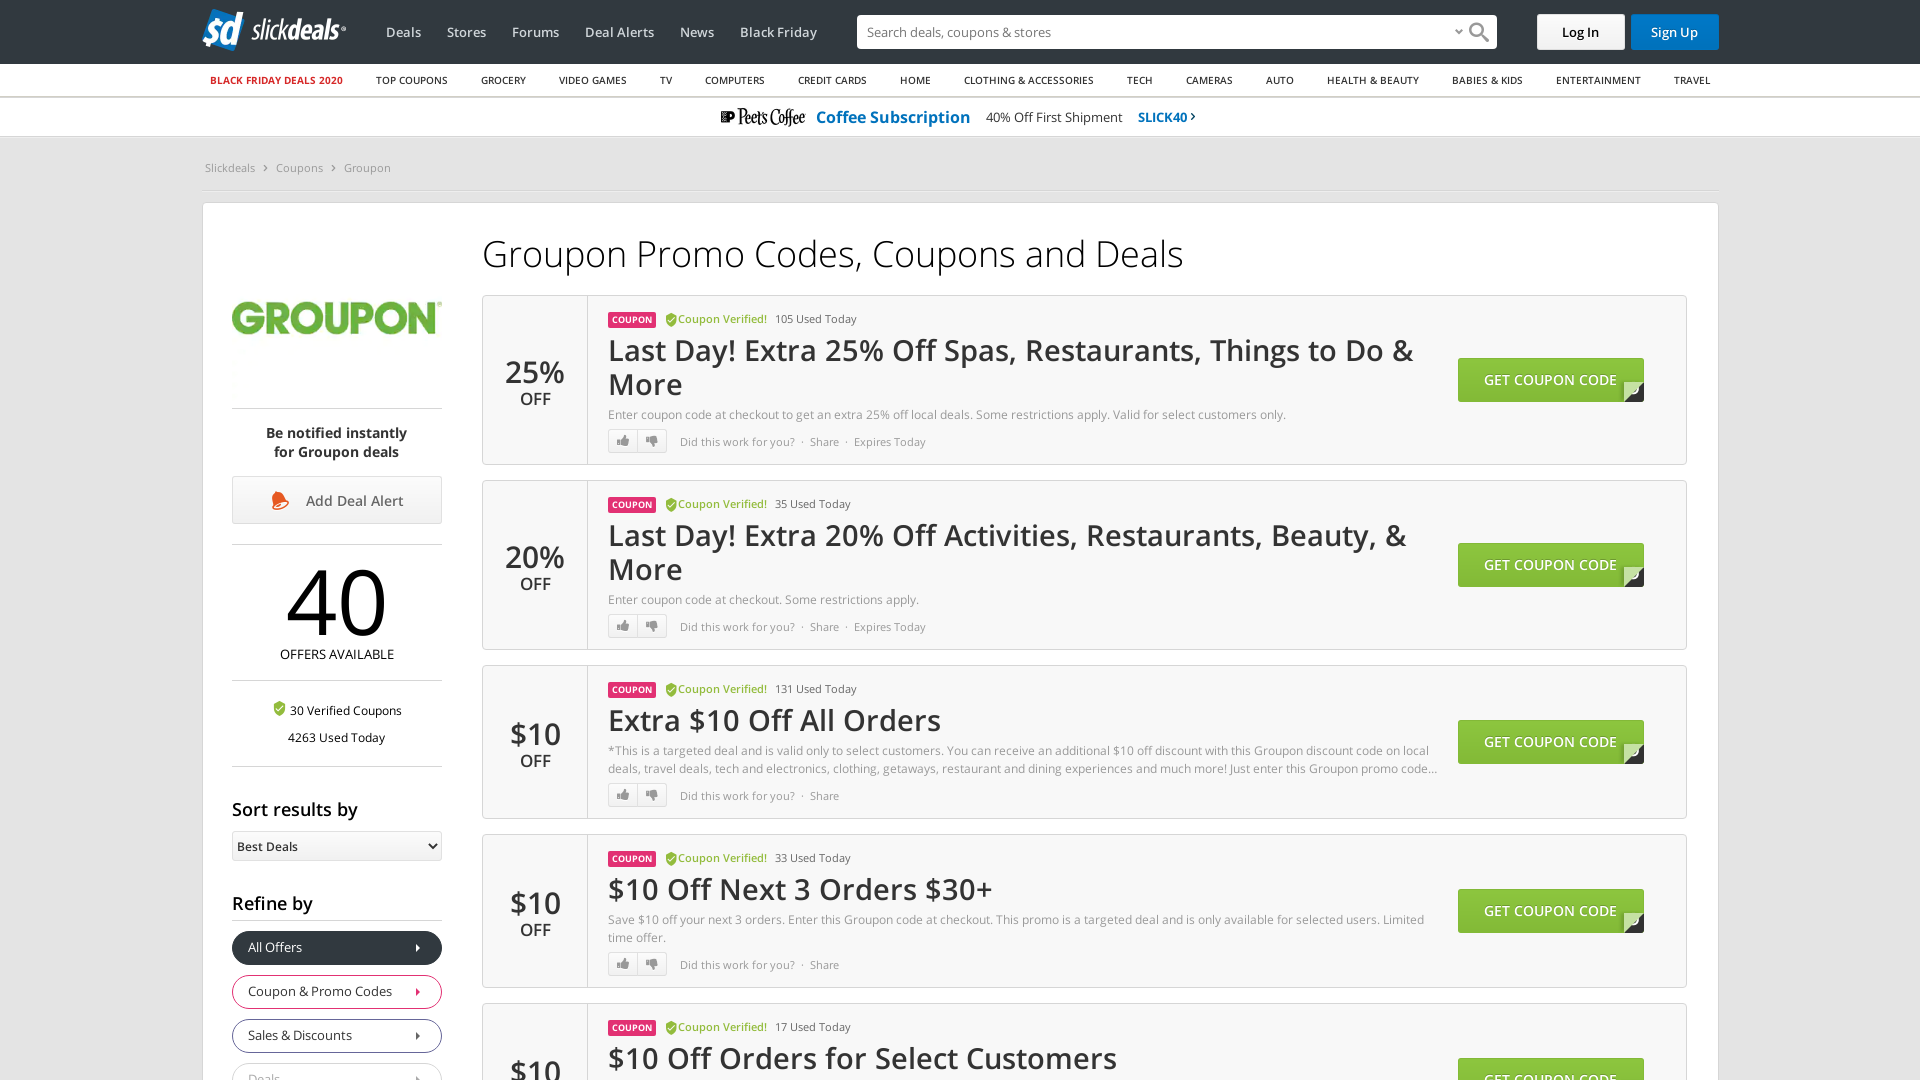 sd slickdeals
Deals Stores Forums Deal Alerts News Black Friday
Search deals, coupons & stores
Log In Sign Up
BLACK FRIDAY DEALS 2020 TOP COUPONS GROCERY VIDEO GAMES TV COMPUTERS CREDIT CARDS HOME CLOTHING & ACCESSORIES TECH CAMERAS AUTO HEALTH & BEAUTY BABIES & KIDS ENTERTAINMENT TRAVEL
Peet's Coffee Coffee Subscription 40% Off First Shipment SLICK40
Slickdeals Coupons Groupon
GROUPON
Be notified instantly
for Groupon deals
Add Deal Alert
40
OFFERS AVAILABLE
30 Verified Coupons
4263 Used Today
Sort results by
Best Deals
Refine by
All Offers
Coupon & Promo Codes
Sales & Discounts
Deals
Groupon Promo Codes, Coupons and Deals
25%
OFF
COUPON Coupon Verified! 105 Used Today
Last Day! Extra 25% Off Spas, Restaurants, Things to Do &
More
Enter coupon code at checkout to get an extra 25% off local deals. Some restrictions apply. Valid for select customers only.
Did this work for you? · Share · Expires Today
GET COUPON CODE
20%
OFF
COUPON Coupon Verified! 35 Used Today
Last Day! Extra 20% Off Activities, Restaurants, Beauty, &
More
Enter coupon code at checkout. Some restrictions apply.
Did this work for you? · Share · Expires Today
GET COUPON CODE
$10
OFF
COUPON Coupon Verified! 131 Used Today
Extra $10 Off All Orders
*This is a targeted deal and is valid only to select customers. You can receive an additional $10 off discount with this Groupon discount code on local
deals, travel deals, tech and electronics, clothing, getaways, restaurant and dining experiences and much more! Just enter this Groupon promo code...
Did this work for you? · Share
GET COUPON CODE
$10
OFF
COUPON Coupon Verified! 33 Used Today
$10 Off Next 3 Orders $30+
Save $10 off your next 3 orders. Enter this Groupon code at checkout. This promo is a targeted deal and is only available for selected users. Limited
time offer.
Did this work for you? · Share
GET COUPON CODE
$10
COUPON Coupon Verified! 17 Used Today
$10 Off Orders for Select Customers
GET COUPON CODE